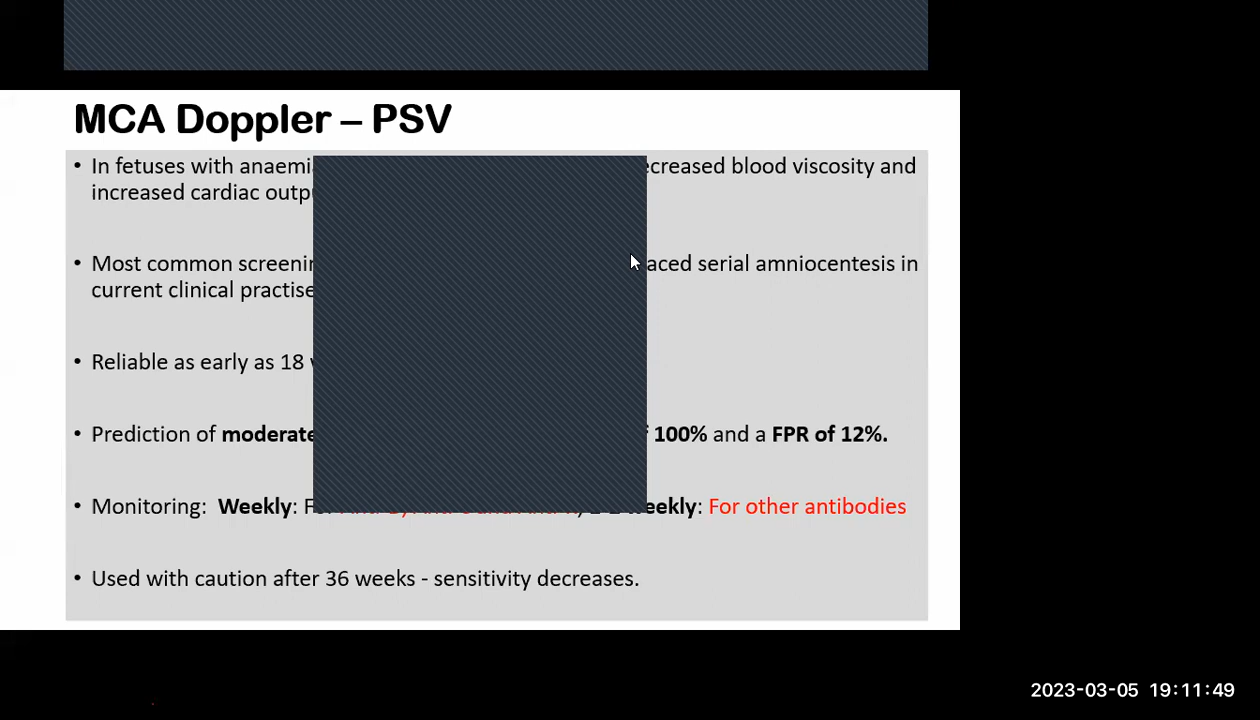 MCA Doppler – PSV
• In fetuses with anaemi ecreased blood viscosity and
increased cardiac outp
• Most common screenin aced serial amniocentesis in
current clinical practise
• Reliable as early as 18
• Prediction of moderate 100% and a FPR of 12%.
• Monitoring: Weekly: eekly: For other antibodies
• Used with caution after 36 weeks - sensitivity decreases.
2023-03-05 19:11:49